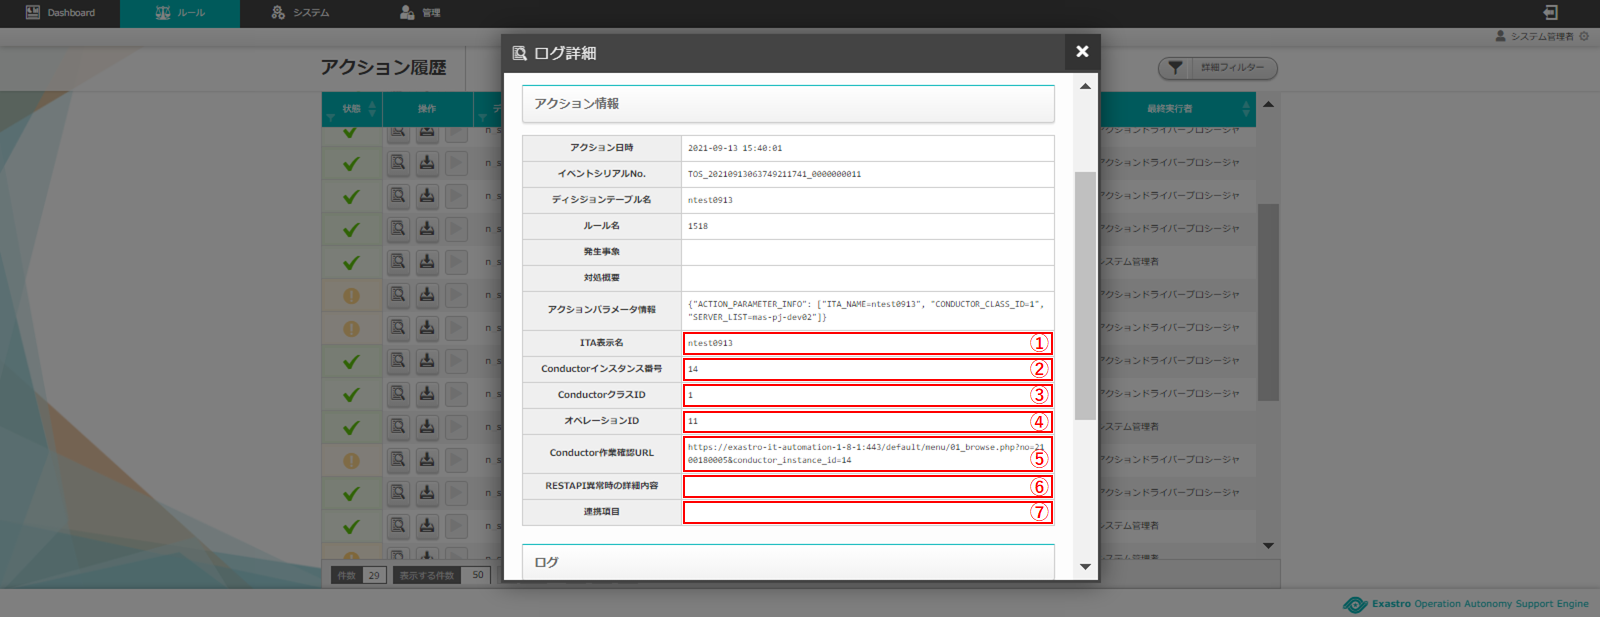 Dashboard
ルール
システム
管理
システム管理者
アクション履歴
詳細フィルター
状態
操作
デ
最終実行者
アクションドライバープロシージャ
アクションドライバープロシージャ
アクションドライバープロシージャ
アクションドライバープロシージャ
システム管理者
アクションドライバープロシージャ
アクションドライバープロシージャ
アクションドライバープロシージャ
アクションドライバープロシージャ
システム管理者
アクションドライバープロシージャ
アクションドライバープロシージャ
システム管理者
システム管理者
ログ詳細
アクション情報
アクション日時 2021-09-13 15:40:01
イベントシリアルNo. TOS_20210913063749211741_0000000011
ディシジョンテーブル名 ntest0913
ルール名 1518
発生事象
対処概要
アクションパラメータ情報 {"ACTION_PARAMETER_INFO": ["ITA_NAME=ntest0913", "CONDUCTOR_CLASS_ID=1",
"SERVER_LIST=mas-pj-dev02"]}
ITA表示名 ntest0913 ①
Conductorインスタンス番号 14 ②
ConductorクラスID 1 ③
オペレーションID 11 ④
Conductor作業確認URL https://exastro-it-automation-1-8-1:443/default/menu/01_browse.php?no=21
00180005&conductor_instance_id=14 ⑤
RESTAPI異常時の詳細内容 ⑥
連携項目 ⑦
ログ
件数 29 表示する件数 50
Exastro Operation Autonomy Support Engine